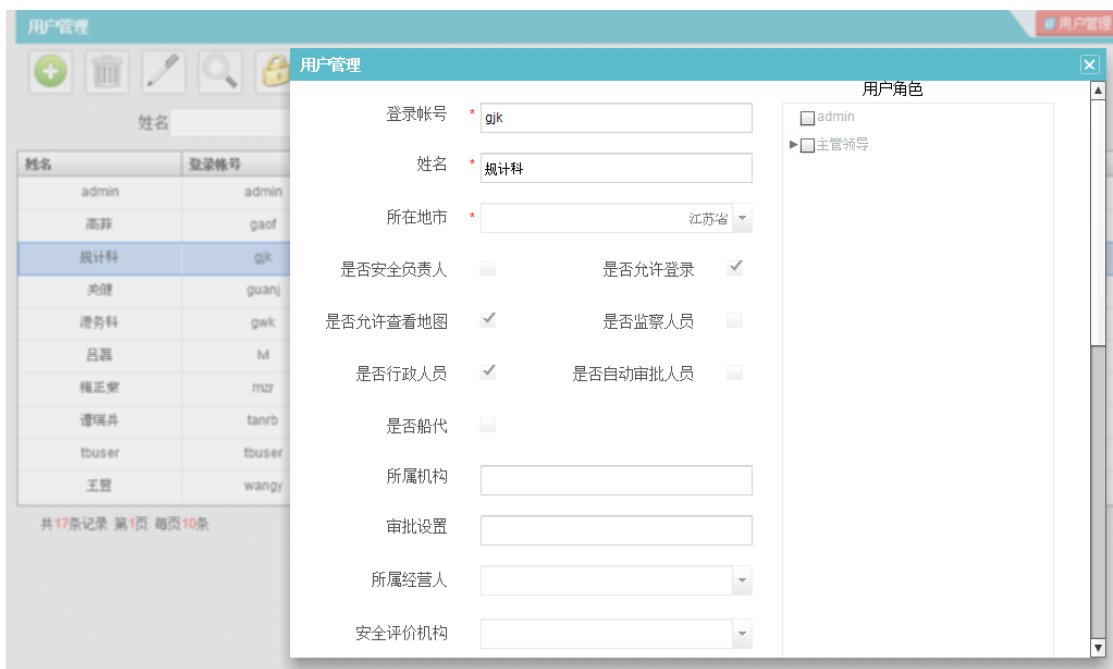 用户管理
用户管理
姓名
姓名 登录帐号
admin admin
高菲 gaof
规计科 gjk
关健 guanj
港务科 gwk
吕磊 lvl
mzr
谭瑞兵 tanrb
tbuser tbuser
王昱 wangy
共17条记录 第1页 每页10条
用户管理
登录帐号 * gjk
姓名 * 规计科
所在地市 * 江苏省
是否安全负责人 是否允许登录
是否允许查看地图 是否监察人员
是否行政人员 是否自动审批人员
是否船代
所属机构
审批设置
所属经营人
安全评价机构
用户角色
admin
主管领导